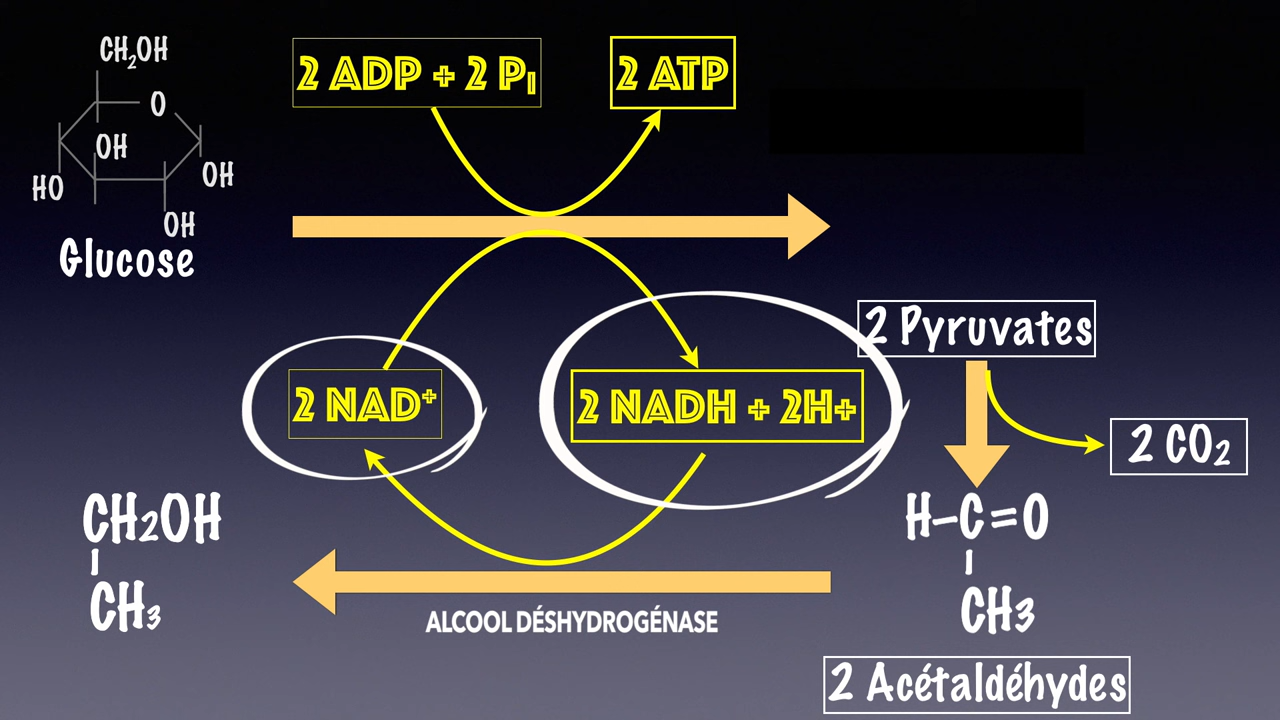 CH₂OH
O
OH
HO
OH
OH
Glucose
2 ADP + 2 Pi
2 ATP
2 NAD⁺
2 NADH + 2H+
2 Pyruvates
2 CO₂
H–C=O
CH₃
2 Acétaldéhydes
ALCOOL DÉSHYDROGÉNASE
CH₂OH
CH₃